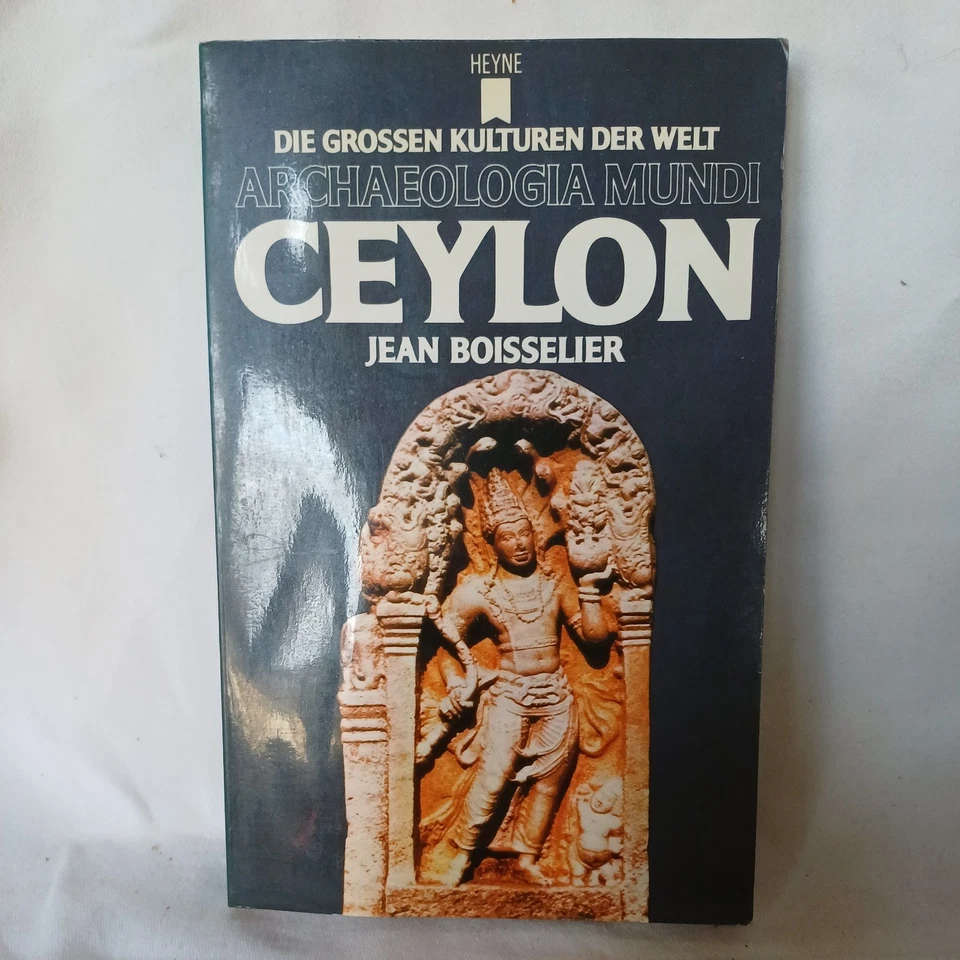 HEYNE
DIE GROSSEN KULTUREN DER WELT
ARCHAEOLOGIA MUNDI
CEYLON
JEAN BOISSELIER